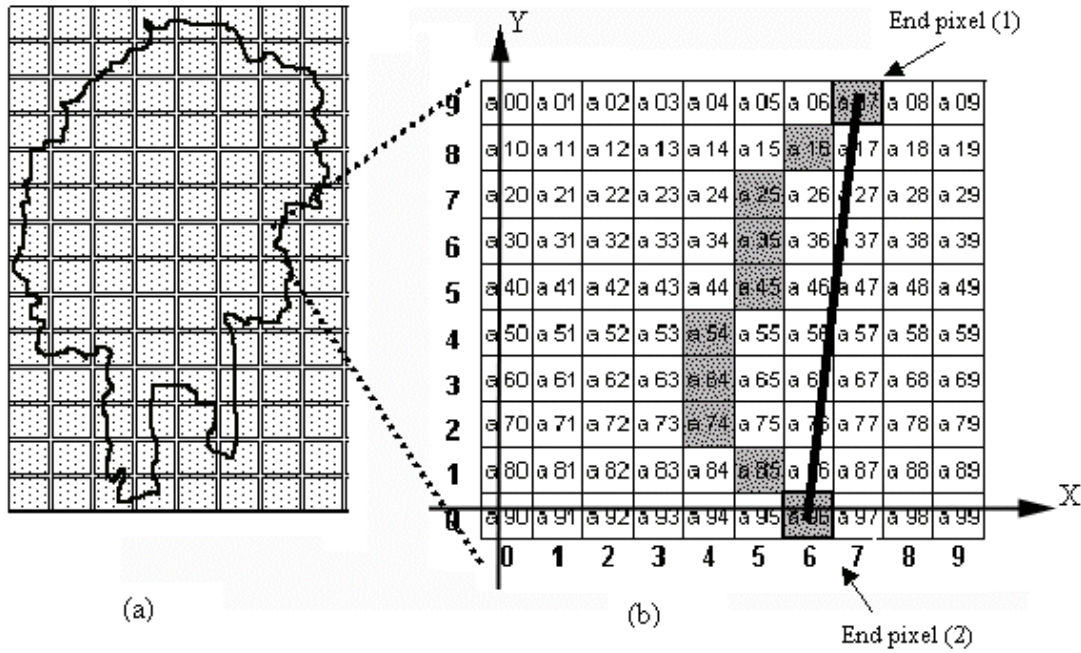 End pixel (1)
Y
9 a 00 a 01 a 02 a 03 a 04 a 05 a 06 a 07 a 08 a 09
8 a 10 a 11 a 12 a 13 a 14 a 15 a 16 a 17 a 18 a 19
7 a 20 a 21 a 22 a 23 a 24 a 25 a 26 27 a 28 a 29
6 a 30 a 31 a 32 a 33 a 34 a 35 a 36 37 a 38 a 39
5 a 40 a 41 a 42 a 43 a 44 a 45 a 46 a 47 a 48 a 49
4 a 50 a 51 a 52 a 53 a 54 a 55 a 56 a 57 a 58 a 59
3 a 60 a 61 a 62 a 63 a 64 a 65 a 6 a 67 a 68 a 69
2 a 70 a 71 a 72 a 73 a 74 a 75 a 76 a 77 a 78 a 79
1 a 80 a 81 a 82 a 83 a 84 a 85 a 6 a 87 a 88 a 89
X
0 a 90 a 91 a 92 a 93 a 94 a 95 a 96 a 97 a 98 a 99
0 1 2 3 4 5 6 7 8 9
(a) (b)
End pixel (2)